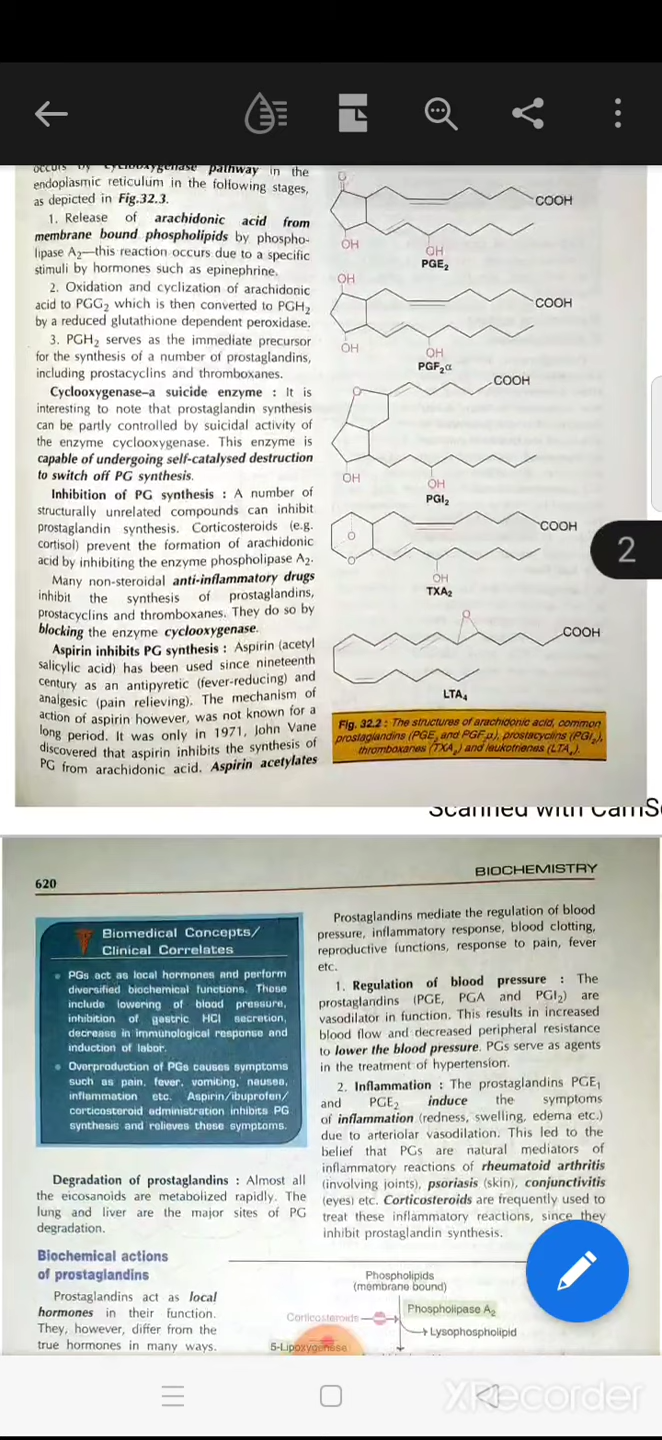 occurs by cyclooxygenase pathway in the
endoplasmic reticulum in the following stages,
as depicted in Fig.32.3.
1. Release of arachidonic acid from
membrane bound phospholipids by phospho-
lipase A2—this reaction occurs due to a specific
stimuli by hormones such as epinephrine.
2. Oxidation and cyclization of arachidonic
acid to PGG2 which is then converted to PGH2
by a reduced glutathione dependent peroxidase.
3. PGH2 serves as the immediate precursor
for the synthesis of a number of prostaglandins,
including prostacyclins and thromboxanes.
Cyclooxygenase–a suicide enzyme : It is
interesting to note that prostaglandin synthesis
can be partly controlled by suicidal activity of
the enzyme cyclooxygenase. This enzyme is
capable of undergoing self-catalysed destruction
to switch off PG synthesis.
Inhibition of PG synthesis : A number of
structurally unrelated compounds can inhibit
prostaglandin synthesis. Corticosteroids (e.g.
cortisol) prevent the formation of arachidonic
acid by inhibiting the enzyme phospholipase A2.
Many non-steroidal anti-inflammatory drugs
inhibit the synthesis of prostaglandins,
prostacyclins and thromboxanes. They do so by
blocking the enzyme cyclooxygenase.
Aspirin inhibits PG synthesis : Aspirin (acetyl
salicylic acid) has been used since nineteenth
century as an antipyretic (fever-reducing) and
analgesic (pain relieving). The mechanism of
action of aspirin however, was not known for a
long period. It was only in 1971, John Vane
discovered that aspirin inhibits the synthesis of
PG from arachidonic acid. Aspirin acetylates
O
COOH
OH
OH
PGE2
OH
COOH
OH
OH
PGF2α
COOH
O
OH
OH
PGI2
COOH
O
O
OH
TXA2
O
COOH
LTA4
Fig. 32.2 : The structures of arachidonic acid, common
prostaglandins (PGE2 and PGF2α), prostacyclins (PGI2),
thromboxanes (TXA2) and leukotrienes (LTA4).
2
Scanned with CamSc
620
BIOCHEMISTRY
Biomedical Concepts/
Clinical Correlates
PGs act as local hormones and perform
diversified biochemical functions. These
include lowering of blood pressure,
inhibition of gastric HCl secretion,
decrease in immunological response and
induction of labor.
Overproduction of PGs causes symptoms
such as pain, fever, vomiting, nausea,
inflammation etc. Aspirin/ibuprofen/
corticosteroid administration inhibits PG
synthesis and relieves these symptoms.
Degradation of prostaglandins : Almost all
the eicosanoids are metabolized rapidly. The
lung and liver are the major sites of PG
degradation.
Biochemical actions
of prostaglandins
Prostaglandins act as local
hormones in their function.
They, however, differ from the
true hormones in many ways.
Prostaglandins mediate the regulation of blood
pressure, inflammatory response, blood clotting,
reproductive functions, response to pain, fever
etc.
1. Regulation of blood pressure : The
prostaglandins (PGE, PGA and PGI2) are
vasodilator in function. This results in increased
blood flow and decreased peripheral resistance
to lower the blood pressure. PGs serve as agents
in the treatment of hypertension.
2. Inflammation : The prostaglandins PGE1
and PGE2 induce the symptoms
of inflammation (redness, swelling, edema etc.)
due to arteriolar vasodilation. This led to the
belief that PGs are natural mediators of
inflammatory reactions of rheumatoid arthritis
(involving joints), psoriasis (skin), conjunctivitis
(eyes) etc. Corticosteroids are frequently used to
treat these inflammatory reactions, since they
inhibit prostaglandin synthesis.
Phospholipids
(membrane bound)
Corticosteroids
Phospholipase A2
Lysophospholipid
5-Lipoxygenase
XRecorder